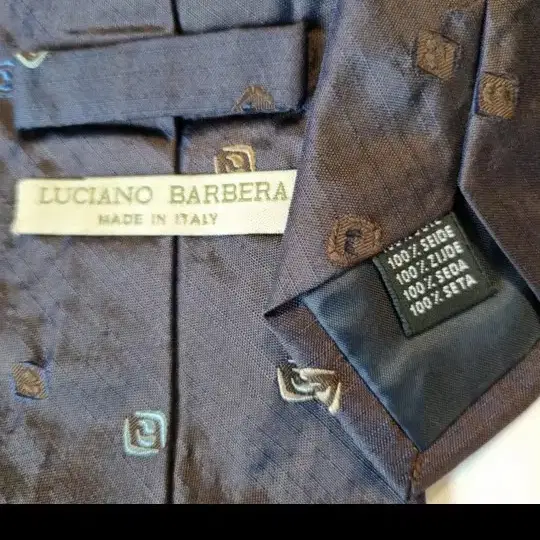 LUCIANO BARBERA
MADE IN ITALY
100% SEIDE
100% ZIJDE
100% SEDA
100% SETA